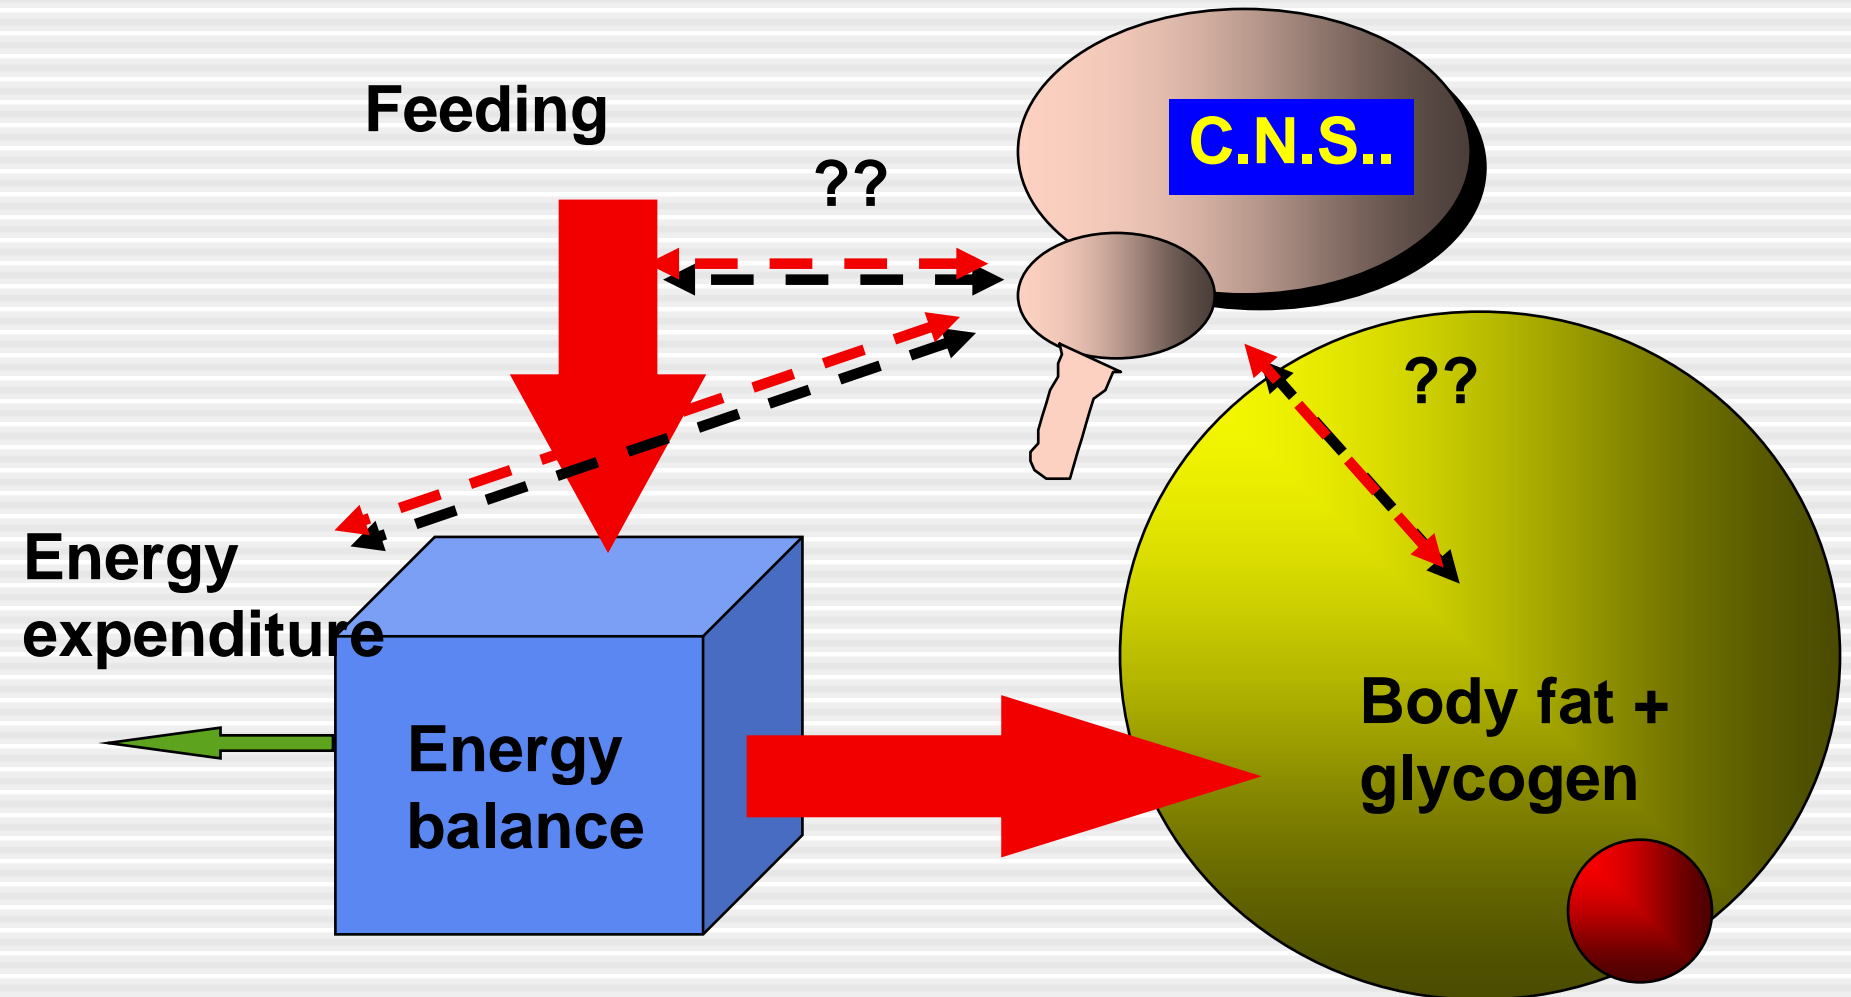 Feeding
??
C.N.S..
??
Energy
expenditure
Energy
balance
Body fat +
glycogen